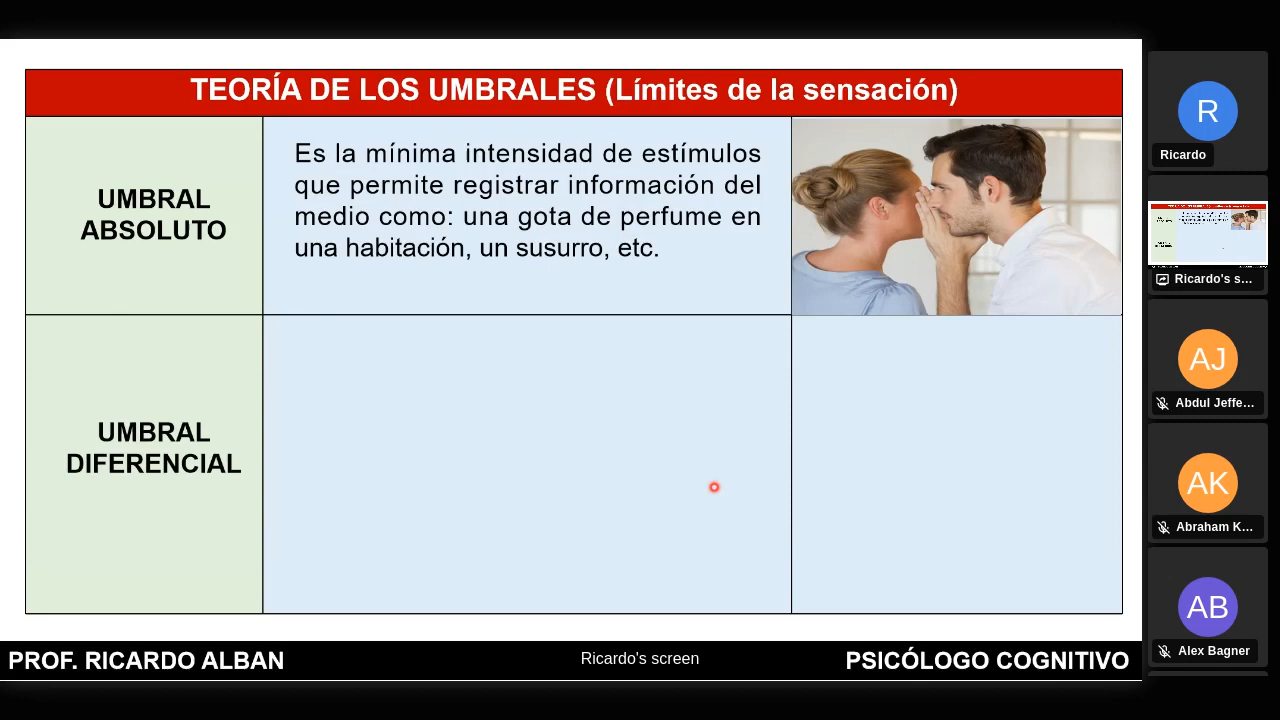 TEORÍA DE LOS UMBRALES (Límites de la sensación)
UMBRAL
ABSOLUTO
Es la mínima intensidad de estímulos
que permite registrar información del
medio como: una gota de perfume en
una habitación, un susurro, etc.
UMBRAL
DIFERENCIAL
PROF. RICARDO ALBAN
Ricardo's screen
PSICÓLOGO COGNITIVO
R
Ricardo
Ricardo's s...
AJ
Abdul Jeffe...
AK
Abraham K...
AB
Alex Bagner